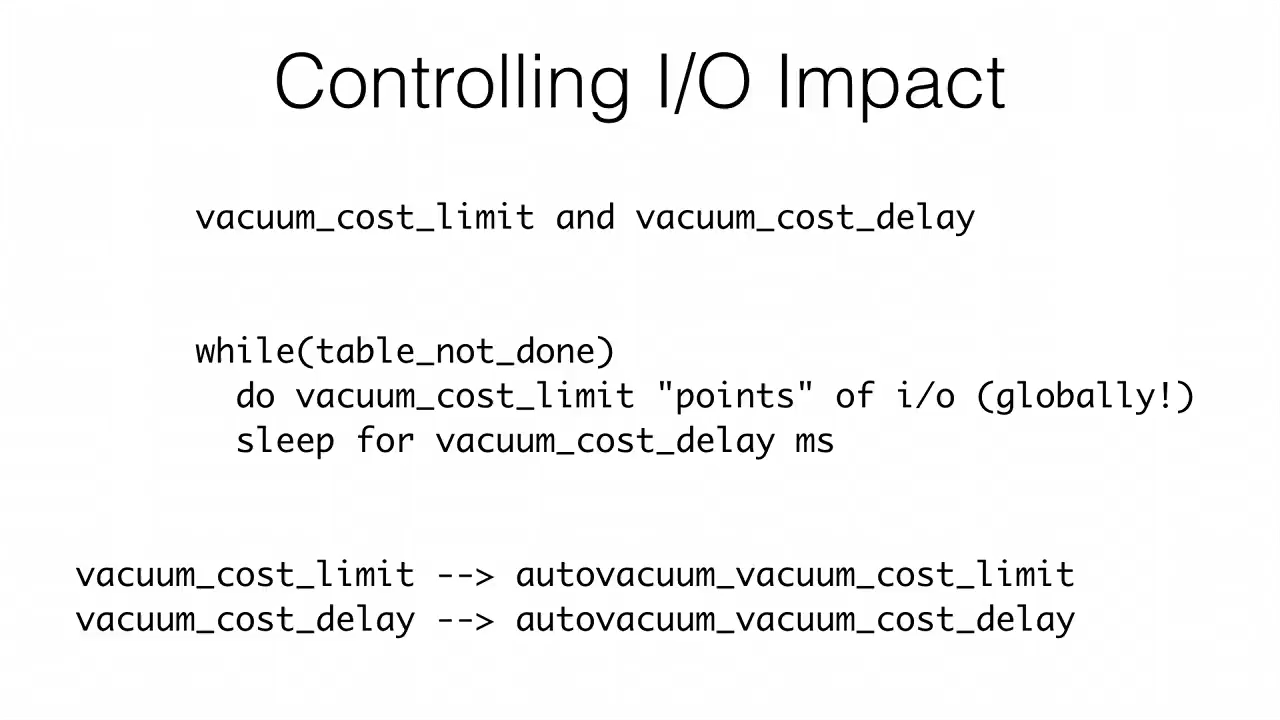 Controlling I/O Impact
vacuum_cost_limit and vacuum_cost_delay
while(table_not_done)
do vacuum_cost_limit "points" of i/o (globally!)
sleep for vacuum_cost_delay ms
vacuum_cost_limit --> autovacuum_vacuum_cost_limit
vacuum_cost_delay --> autovacuum_vacuum_cost_delay